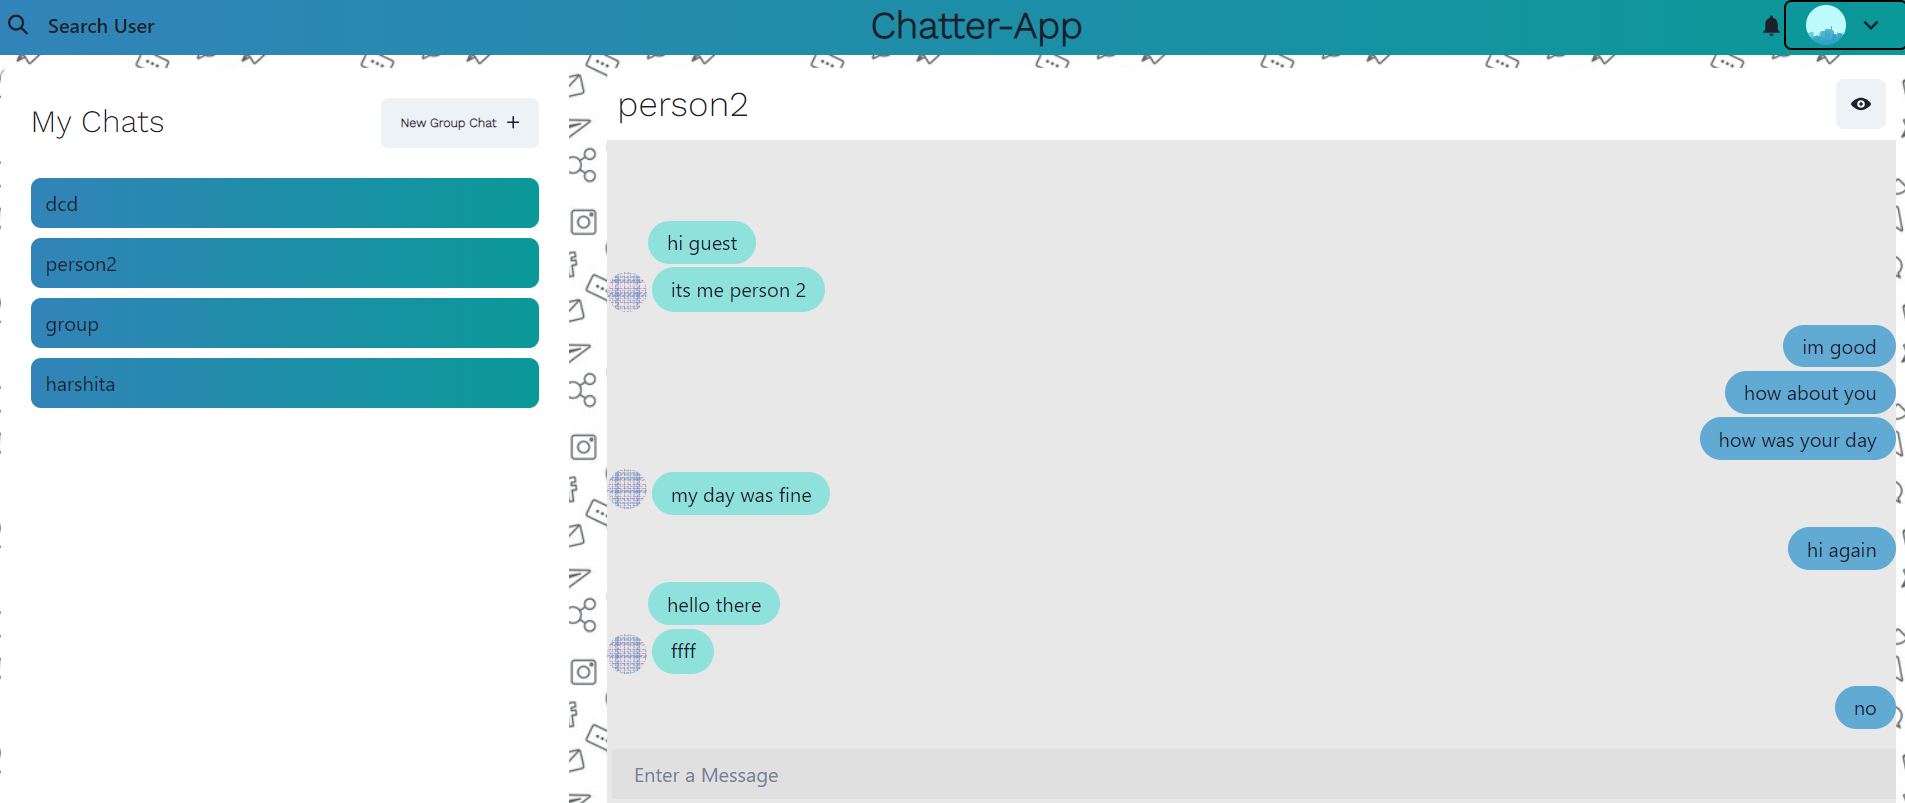 Search User
Chatter-App
My Chats
New Group Chat +
dcd
person2
group
harshita
person2
hi guest
its me person 2
im good
how about you
how was your day
my day was fine
hi again
hello there
ffff
no
Enter a Message